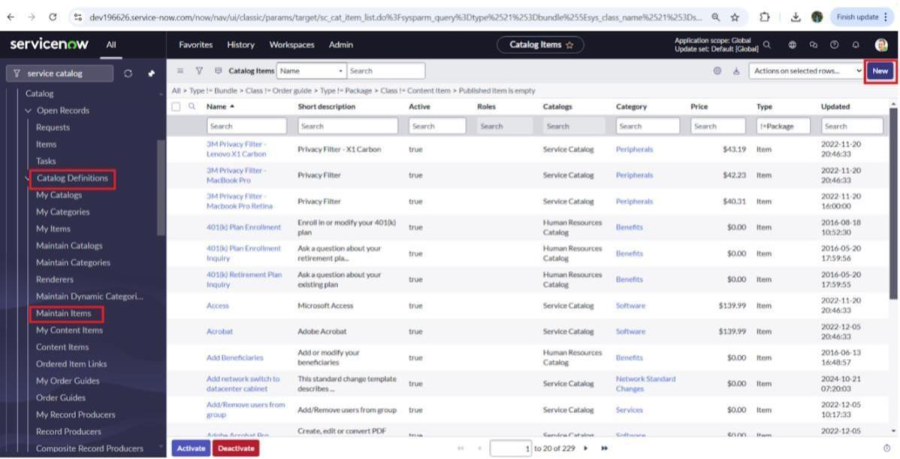 dev196626.service-now.com/now/nav/ui/classic/params/target/sc_cat_item_list.do%3Fsysparm_query%3Dtype%2521%253Dbundle%255Esys_class_name%2521%253Ds...
Finish update
servicenow All
Favorites History Workspaces Admin
Catalog Items
Application scope: Global
Update set: Default [Global]
service catalog
Catalog Items Name Search
Actions on selected rows...
New
All > Type != Bundle > Class != Order guide > Type != Package > Class != Content Item > Published Item is empty
Catalog
Open Records
Requests
Items
Tasks
Catalog Definitions
My Catalogs
My Categories
My Items
Maintain Catalogs
Maintain Categories
Renderers
Maintain Dynamic Categori...
Maintain Items
My Content Items
Content Items
Ordered Item Links
My Order Guides
Order Guides
My Record Producers
Record Producers
Composite Record Producers
Name Short description Active Roles Catalogs Category Price Type Updated
Search Search Search Search Search Search Search !=Package Search
3M Privacy Filter - Lenovo X1 Carbon Privacy Filter - X1 Carbon true Service Catalog Peripherals $43.19 Item 2022-11-20 20:46:33
3M Privacy Filter - MacBook Pro Privacy Filter true Service Catalog Peripherals $42.23 Item 2022-11-20 20:46:33
3M Privacy Filter - Macbook Pro Retina Privacy Filter true Service Catalog Peripherals $40.31 Item 2022-11-20 16:00:00
401(k) Plan Enrollment Enroll in or modify your 401(k) plan true Human Resources Catalog Benefits $0.00 Item 2016-08-18 10:52:30
401(k) Plan Enrollment Inquiry Ask a question about your retirement pla... true Human Resources Catalog Benefits $0.00 Item 2016-05-20 17:59:56
401(k) Retirement Plan Inquiry Ask a question about your existing plan true Human Resources Catalog Benefits $0.00 Item 2016-05-20 17:59:55
Access Microsoft Access true Service Catalog Software $139.99 Item 2022-11-20 20:46:33
Acrobat Adobe Acrobat true Service Catalog Software $139.99 Item 2022-12-05 20:46:33
Add Beneficiaries Add or modify your beneficiaries true Human Resources Catalog Benefits $0.00 Item 2016-06-13 16:48:57
Add network switch to datacenter cabinet This standard change template describes ... true Service Catalog Network Standard Changes $0.00 Item 2024-10-21 07:20:03
Add/Remove users from group Add/Remove users from group true Service Catalog Services $0.00 Item 2022-12-05 10:17:33
Adobe Acrobat Pro Create, edit or convert PDF true Service Catalog Software $0.00 Item 2022-12-05
Activate Deactivate
1 to 20 of 229